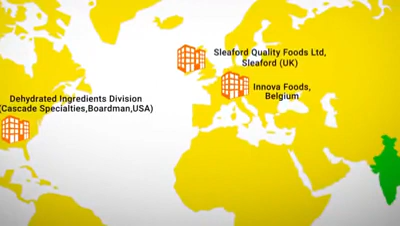 Sleaford Quality Foods Ltd,
Sleaford (UK)
Innova Foods,
Belgium
Dehydrated Ingredients Division
(Cascade Specialties,Boardman,USA)